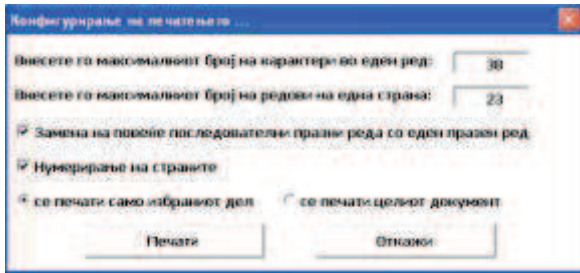 Конфигурирање на печатењето ...
Внесете го максималниот број на карактери во еден ред: 30
Внесете го максималниот број на редови на една страна: 23
Замена на повеќе последователни празни реда со еден празен ред
Нумерирање на страните
се печати само избраниот дел се печати целиот документ
Печати Откажи